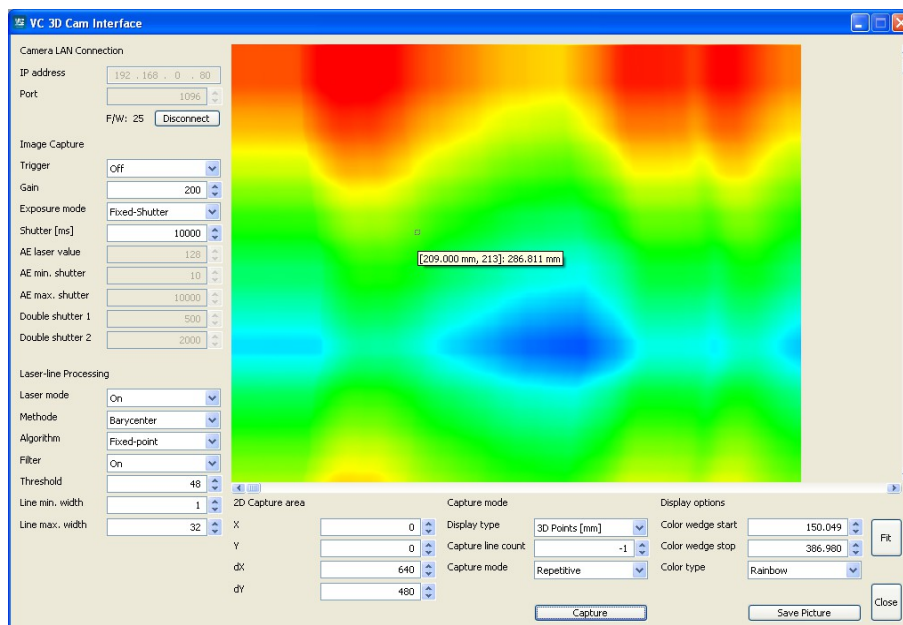 VC 3D Cam Interface
Camera LAN Connection
IP address 192 . 168 . 0 . 80
Port 1096
F/W: 25 Disconnect
Image Capture
Trigger Off
Gain 200
Exposure mode Fixed-Shutter
Shutter [ms] 10000
AE laser value 128
AE min. shutter 10
AE max. shutter 10000
Double shutter 1 500
Double shutter 2 2000
Laser-line Processing
Laser mode On
Methode Barycenter
Algorithm Fixed-point
Filter On
Threshold 48
Line min. width 1
Line max. width 32
[209.000 mm, 213]: 286.811 mm
2D Capture area
X 0
Y 0
dX 640
dY 480
Capture mode
Display type 3D Points [mm]
Capture line count -1
Capture mode Repetitive
Capture
Display options
Color wedge start 150.049
Color wedge stop 386.980
Color type Rainbow
Save Picture
Fit
Close